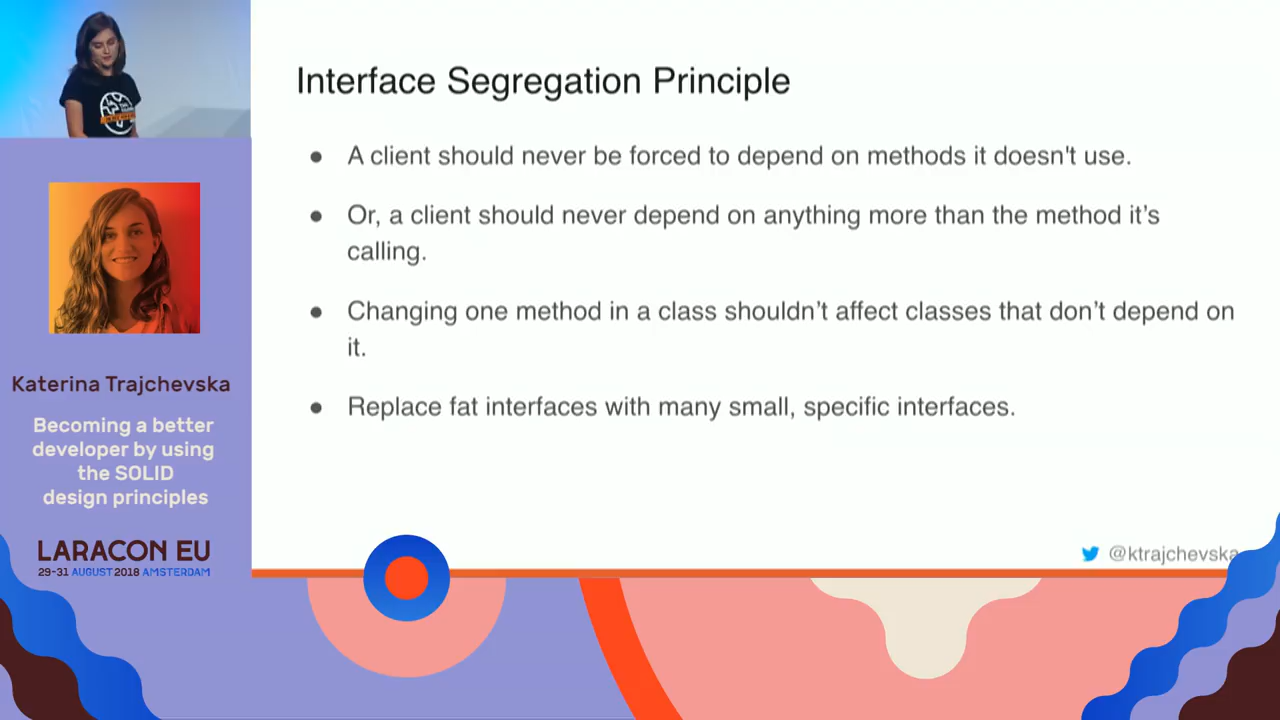 Interface Segregation Principle
● A client should never be forced to depend on methods it doesn't use.
● Or, a client should never depend on anything more than the method it’s
calling.
● Changing one method in a class shouldn’t affect classes that don’t depend on
it.
● Replace fat interfaces with many small, specific interfaces.
@ktrajchevska
Katerina Trajchevska
Becoming a better
developer by using
the SOLID
design principles
LARACON EU
29-31 AUGUST 2018 AMSTERDAM